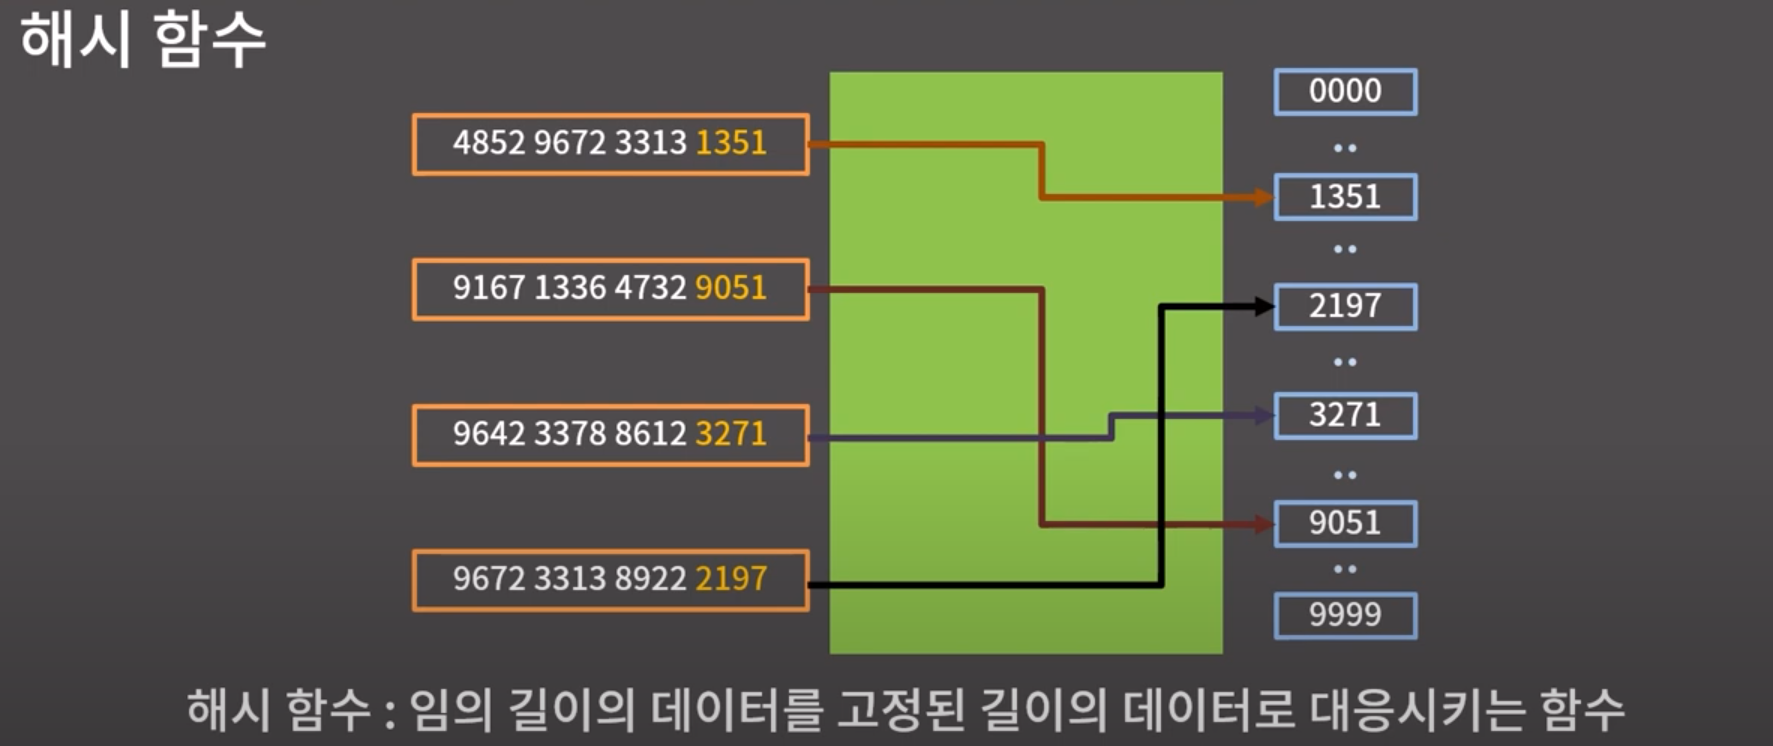 해시 함수
4852 9672 3313 1351
9167 1336 4732 9051
9642 3378 8612 3271
9672 3313 8922 2197
0000
..
1351
..
2197
..
3271
..
9051
..
9999
해시 함수 : 임의 길이의 데이터를 고정된 길이의 데이터로 대응시키는 함수